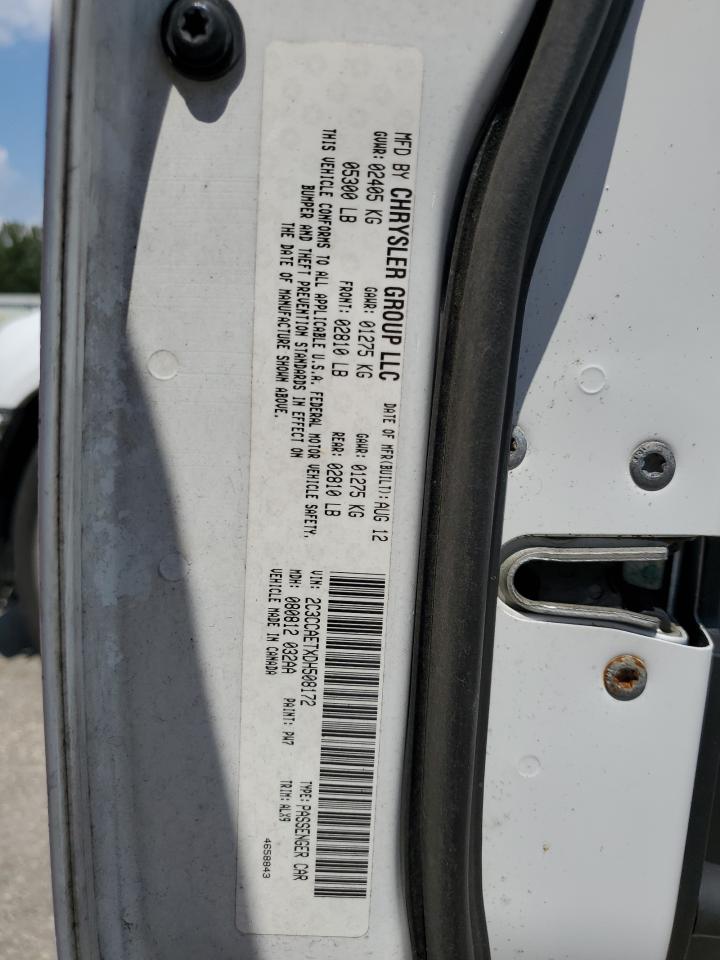 MFD BY CHRYSLER GROUP LLC
DATE OF MFR(BUILT): AUG 12
GVWR: 02405 KG GAWR: 01275 KG GAWR: 01275 KG
05300 LB FRONT: 02810 LB REAR: 02810 LB
THIS VEHICLE CONFORMS TO ALL APPLICABLE U.S.A. FEDERAL MOTOR VEHICLE SAFETY,
BUMPER AND THEFT PREVENTION STANDARDS IN EFFECT ON
THE DATE OF MANUFACTURE SHOWN ABOVE.
VIN: 2C3CCAETXDH508172 TYPE: PASSENGER CAR
MDH: 080812 032AA PAINT: PW7 TRIM: ALX9
VEHICLE MADE IN CANADA
4658843